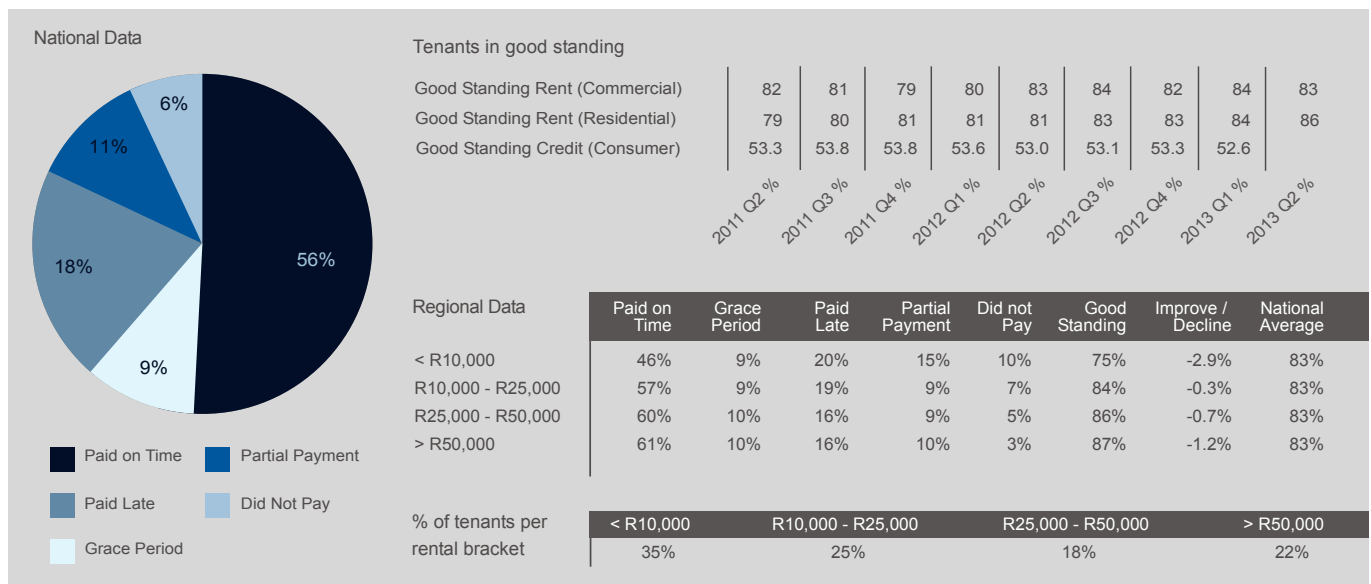 National Data
6%
11%
18%
56%
9%
Paid on Time
Partial Payment
Paid Late
Did Not Pay
Grace Period
Tenants in good standing
Good Standing Rent (Commercial) 82 81 79 80 83 84 82 84 83
Good Standing Rent (Residential) 79 80 81 81 81 83 83 84 86
Good Standing Credit (Consumer) 53.3 53.8 53.8 53.6 53.0 53.1 53.3 52.6
2011 Q2 % 2011 Q3 % 2011 Q4 % 2012 Q1 % 2012 Q2 % 2012 Q3 % 2012 Q4 % 2013 Q1 % 2013 Q2 %
Regional Data
Paid on Time Grace Period Paid Late Partial Payment Did not Pay Good Standing Improve / Decline National Average
< R10,000 46% 9% 20% 15% 10% 75% -2.9% 83%
R10,000 - R25,000 57% 9% 19% 9% 7% 84% -0.3% 83%
R25,000 - R50,000 60% 10% 16% 9% 5% 86% -0.7% 83%
> R50,000 61% 10% 16% 10% 3% 87% -1.2% 83%
% of tenants per rental bracket
< R10,000 R10,000 - R25,000 R25,000 - R50,000 > R50,000
35% 25% 18% 22%